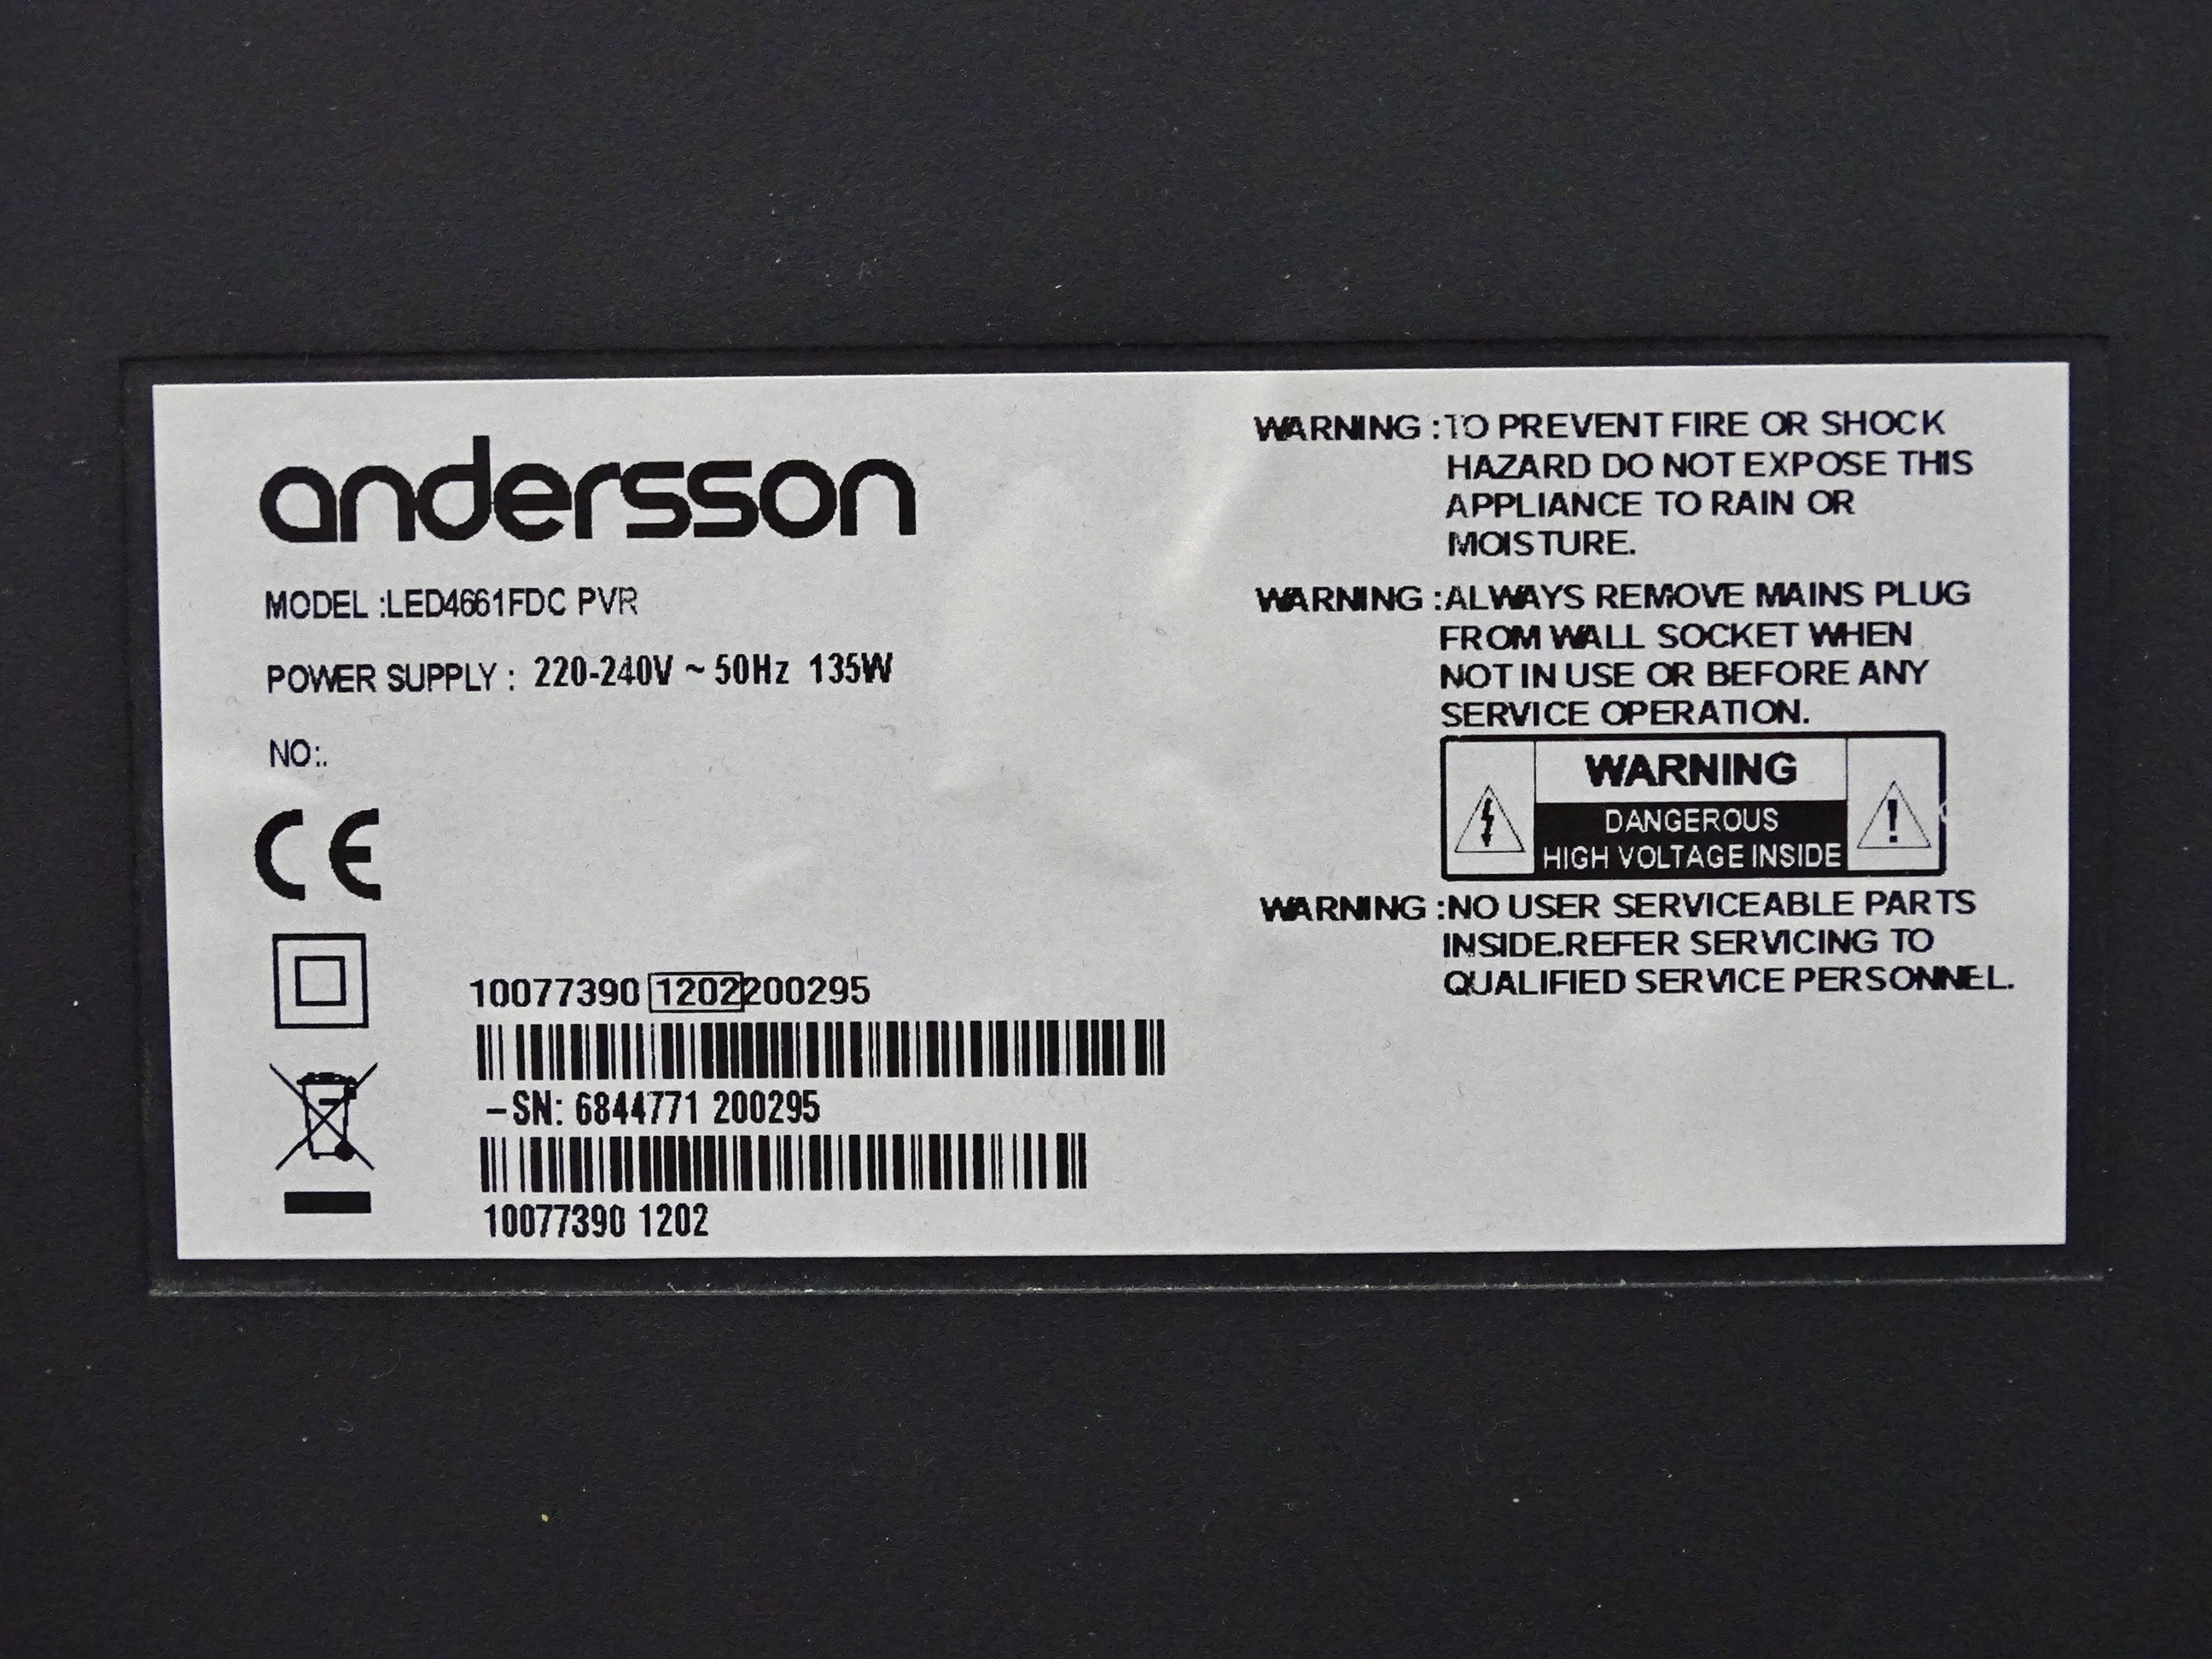 andersson
MODEL :LED4661FDC PVR
POWER SUPPLY : 220-240V ~ 50Hz 135W
NO:.
CE
10077390 1202200295
–SN: 6844771 200295
10077390 1202
WARNING :TO PREVENT FIRE OR SHOCK
HAZARD DO NOT EXPOSE THIS
APPLIANCE TO RAIN OR
MOISTURE.
WARNING :ALWAYS REMOVE MAINS PLUG
FROM WALL SOCKET WHEN
NOT IN USE OR BEFORE ANY
SERVICE OPERATION.
WARNING
DANGEROUS
HIGH VOLTAGE INSIDE
!
WARNING :NO USER SERVICEABLE PARTS
INSIDE.REFER SERVICING TO
QUALIFIED SERVICE PERSONNEL.